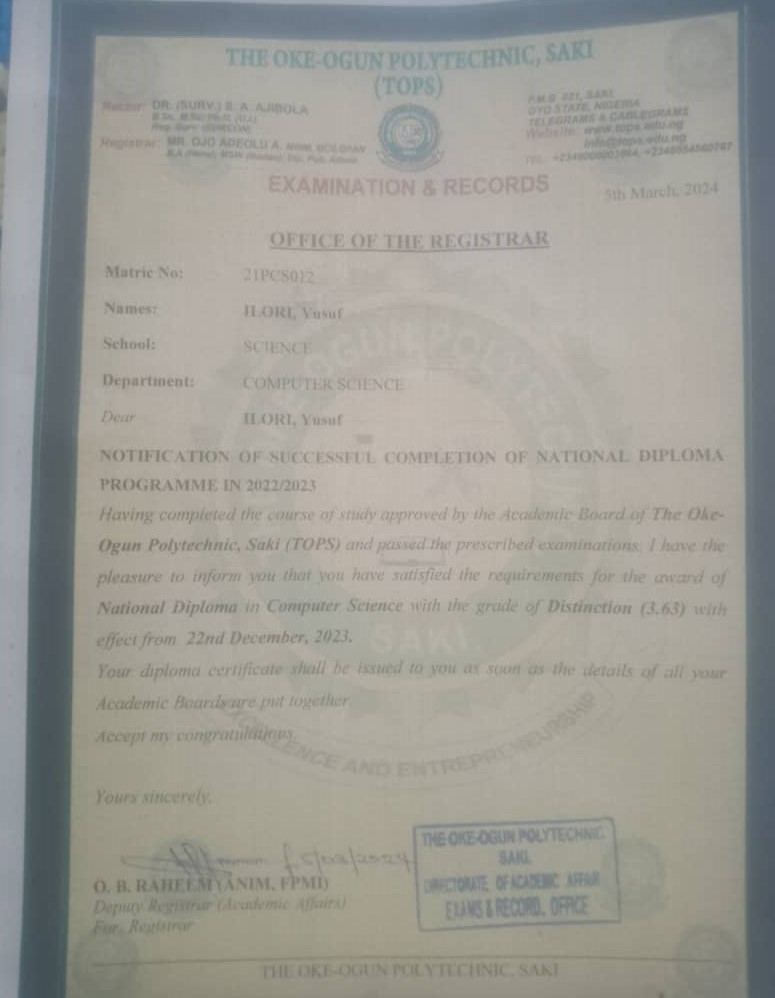 THE OKE-OGUN POLYTECHNIC, SAKI
(TOPS)
Rector: DR. (SURV.) S. A. AJIBOLA
Registrar: MR. OJO ADEOLU A.
P.M.B. 021, SAKI,
OYO STATE, NIGERIA
TELEGRAMS & CABLEGRAMS
Website: www.tops.edu.ng
info@tops.edu.ng
EXAMINATION & RECORDS
5th March, 2024
OFFICE OF THE REGISTRAR
Matric No: 21PCS012
Names: ILORI, Yusuf
School: SCIENCE
Department: COMPUTER SCIENCE
Dear ILORI, Yusuf
NOTIFICATION OF SUCCESSFUL COMPLETION OF NATIONAL DIPLOMA
PROGRAMME IN 2022/2023
Having completed the course of study approved by the Academic Board of The Oke-
Ogun Polytechnic, Saki (TOPS) and passed the prescribed examinations, I have the
pleasure to inform you that you have satisfied the requirements for the award of
National Diploma in Computer Science with the grade of Distinction (3.63) with
effect from 22nd December, 2023.
Your diploma certificate shall be issued to you as soon as the details of all your
Academic Boards are put together
Accept my congratulations.
SAKI
EXCELLENCE AND ENTREPRENEURSHIP
Yours sincerely,
5/03/2024
O. B. RAHEEM (ANIM, FPMI)
Deputy Registrar (Academic Affairs)
For, Registrar
THE OKE-OGUN POLYTECHNIC
SAKI.
DIRECTORATE, OF ACADEMIC AFFAIR
EXAMS & RECORD, OFFICE
THE OKE-OGUN POLYTECHNIC, SAKI